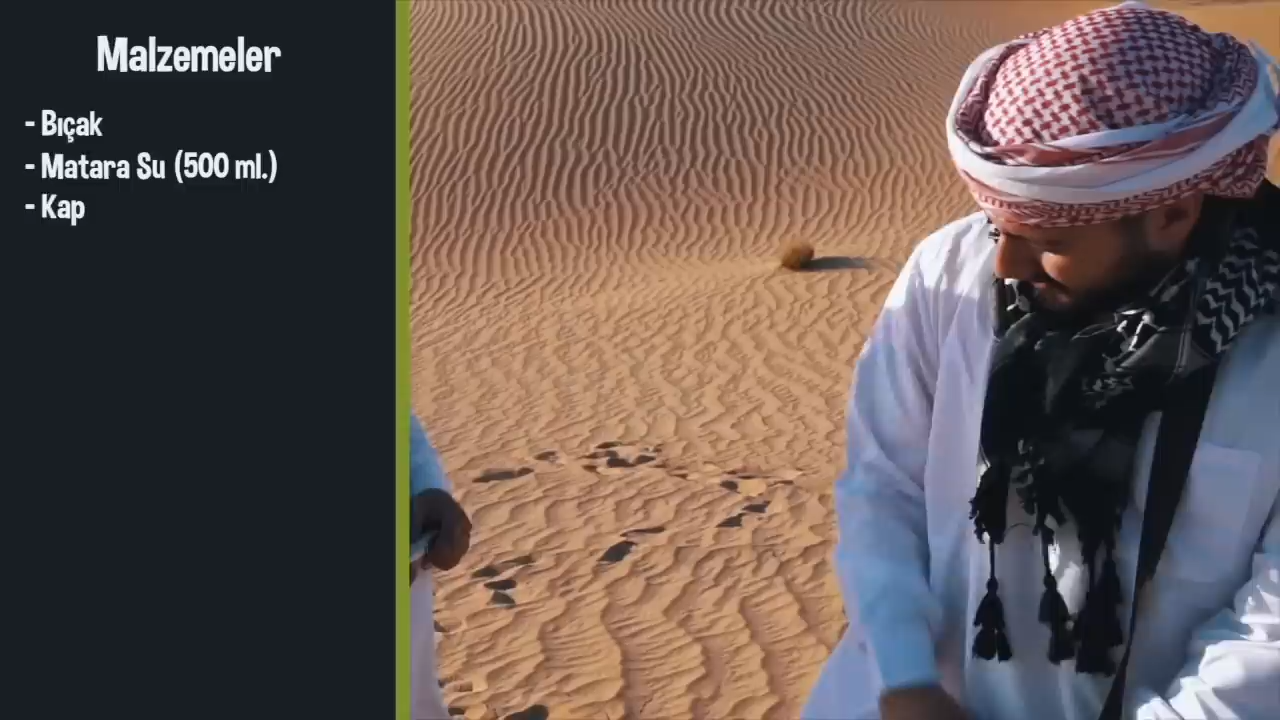 Malzemeler
- Bıçak
- Matara Su (500 ml.)
- Kap